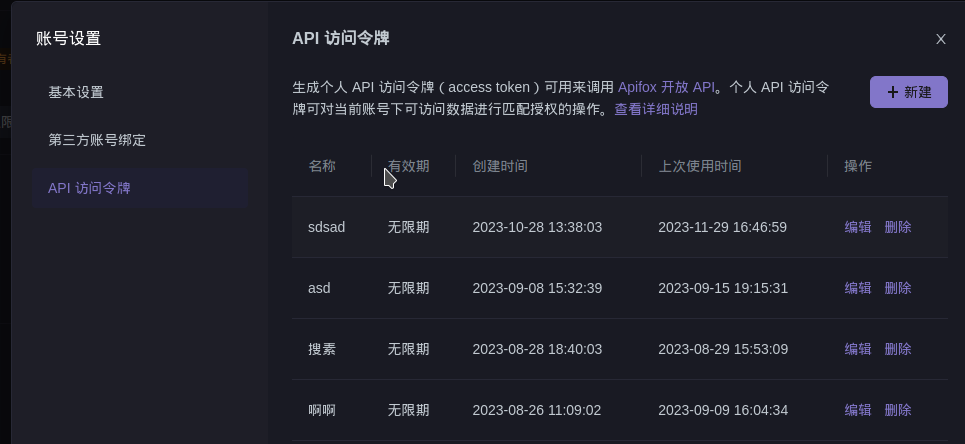 账号设置
基本设置
第三方账号绑定
API 访问令牌
API 访问令牌
生成个人 API 访问令牌（access token）可用来调用 Apifox 开放 API。个人 API 访问令
牌可对当前账号下可访问数据进行匹配授权的操作。查看详细说明
新建
名称 有效期 创建时间 上次使用时间 操作
sdsad 无限期 2023-10-28 13:38:03 2023-11-29 16:46:59 编辑 删除
asd 无限期 2023-09-08 15:32:39 2023-09-15 19:15:31 编辑 删除
搜素 无限期 2023-08-28 18:40:03 2023-08-29 15:53:09 编辑 删除
啊啊 无限期 2023-08-26 11:09:02 2023-09-09 16:04:34 编辑 删除